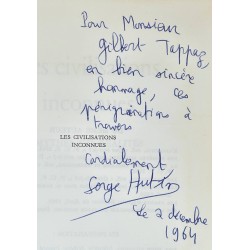 Pour Monsieur
Gilbert Tappaz
en bien sincère
hommage, ces
pérégrinations à
travers
LES CIVILISATIONS
INCONNUES
Cordialement
Serge Hutin
Le 2 décembre
1964